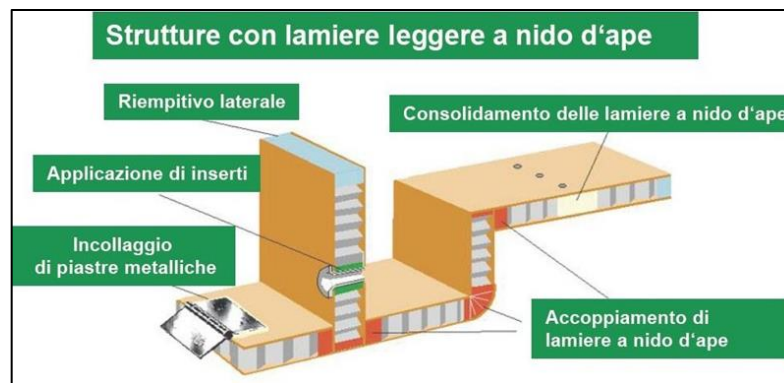 Strutture con lamiere leggere a nido d‘ape
Riempitivo laterale
Consolidamento delle lamiere a nido d‘ape
Applicazione di inserti
Incollaggio
di piastre metalliche
Accoppiamento di
lamiere a nido d‘ape